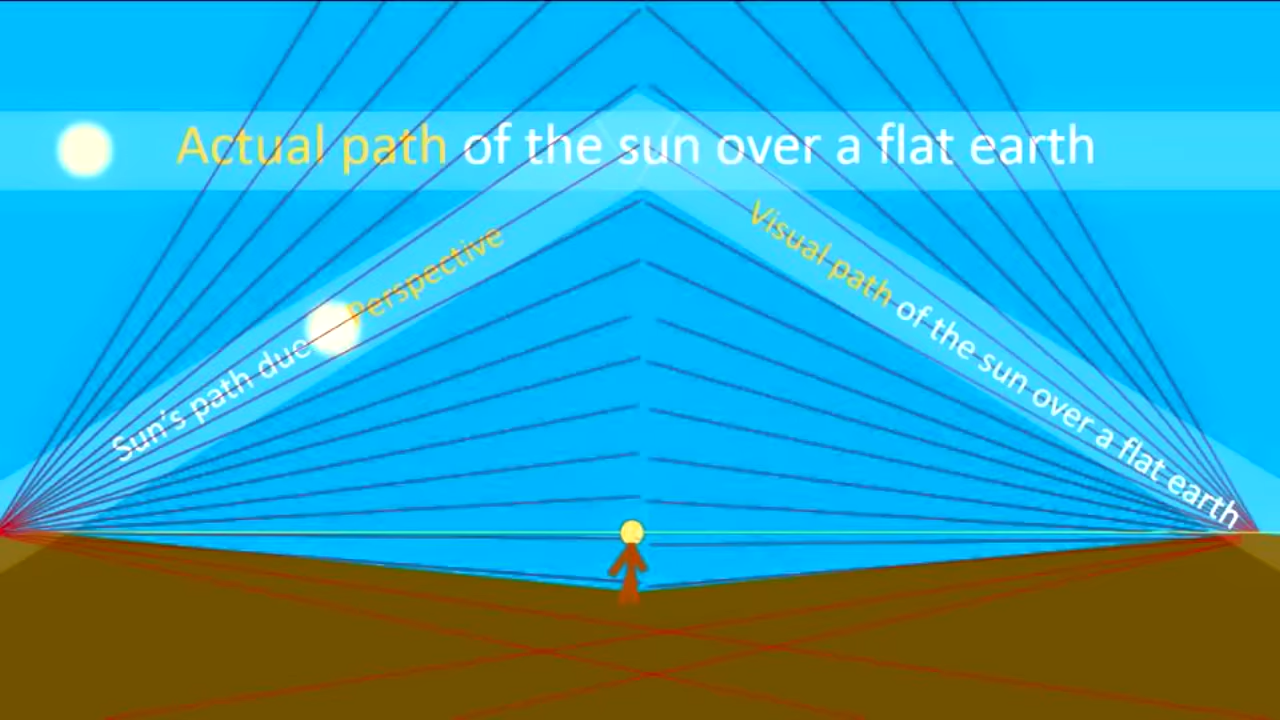 Actual path of the sun over a flat earth
Sun's path due Perspective
Visual path of the sun over a flat earth